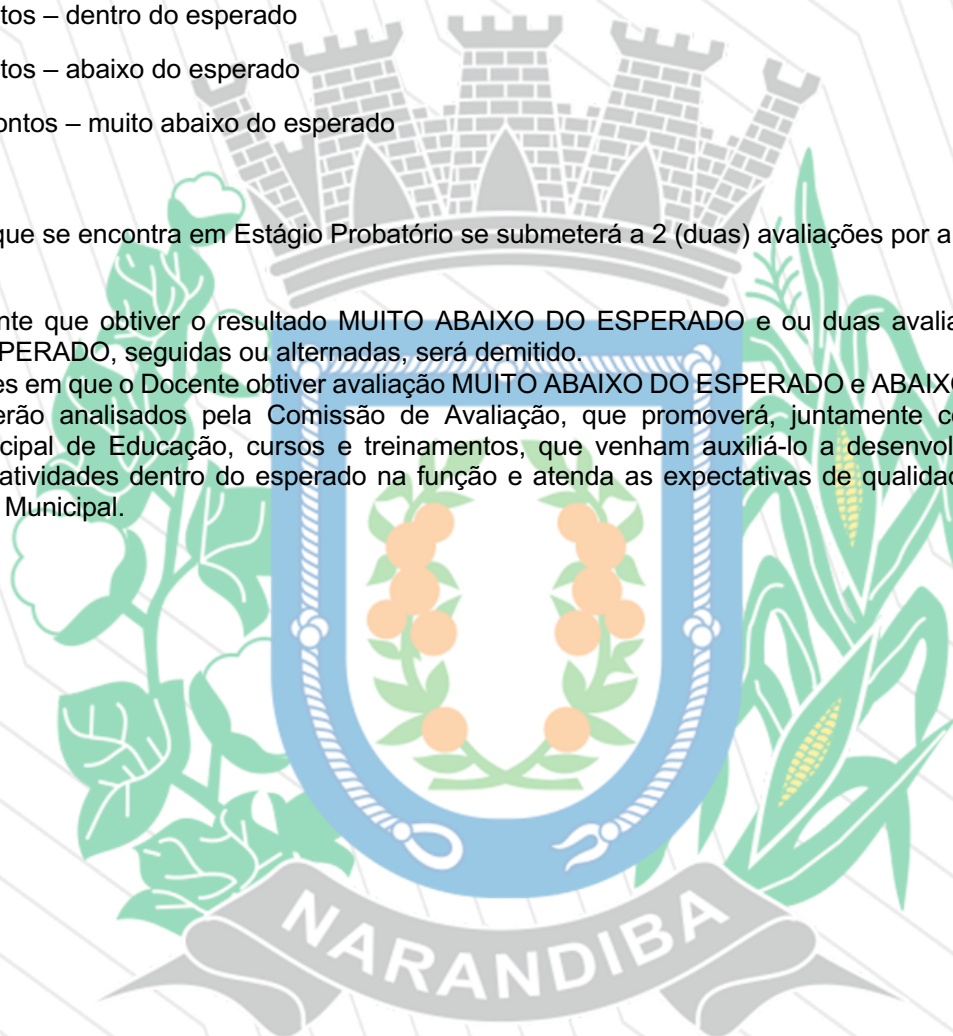 tos – dentro do esperado
tos – abaixo do esperado
ontos – muito abaixo do esperado
que se encontra em Estágio Probatório se submeterá a 2 (duas) avaliações por a
nte que obtiver o resultado MUITO ABAIXO DO ESPERADO e ou duas avalia
PERADO, seguidas ou alternadas, será demitido.
es em que o Docente obtiver avaliação MUITO ABAIXO DO ESPERADO e ABAIXO
erão analisados pela Comissão de Avaliação, que promoverá, juntamente co
cipal de Educação, cursos e treinamentos, que venham auxiliá-lo a desenvol
atividades dentro do esperado na função e atenda as expectativas de qualidad
Municipal.
NARANDIBA